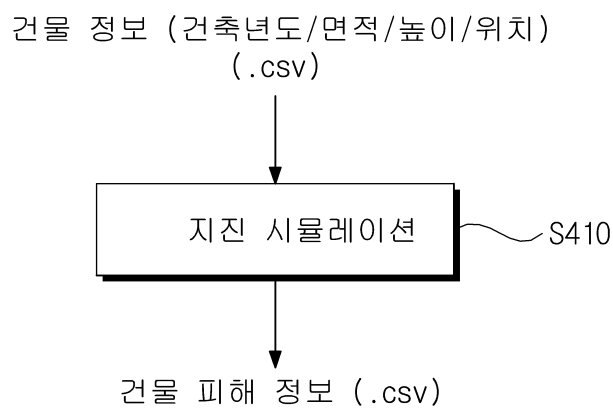 건물 정보 (건축년도/면적/높이/위치)
(.csv)
지진 시뮬레이션
S410
건물 피해 정보 (.csv)